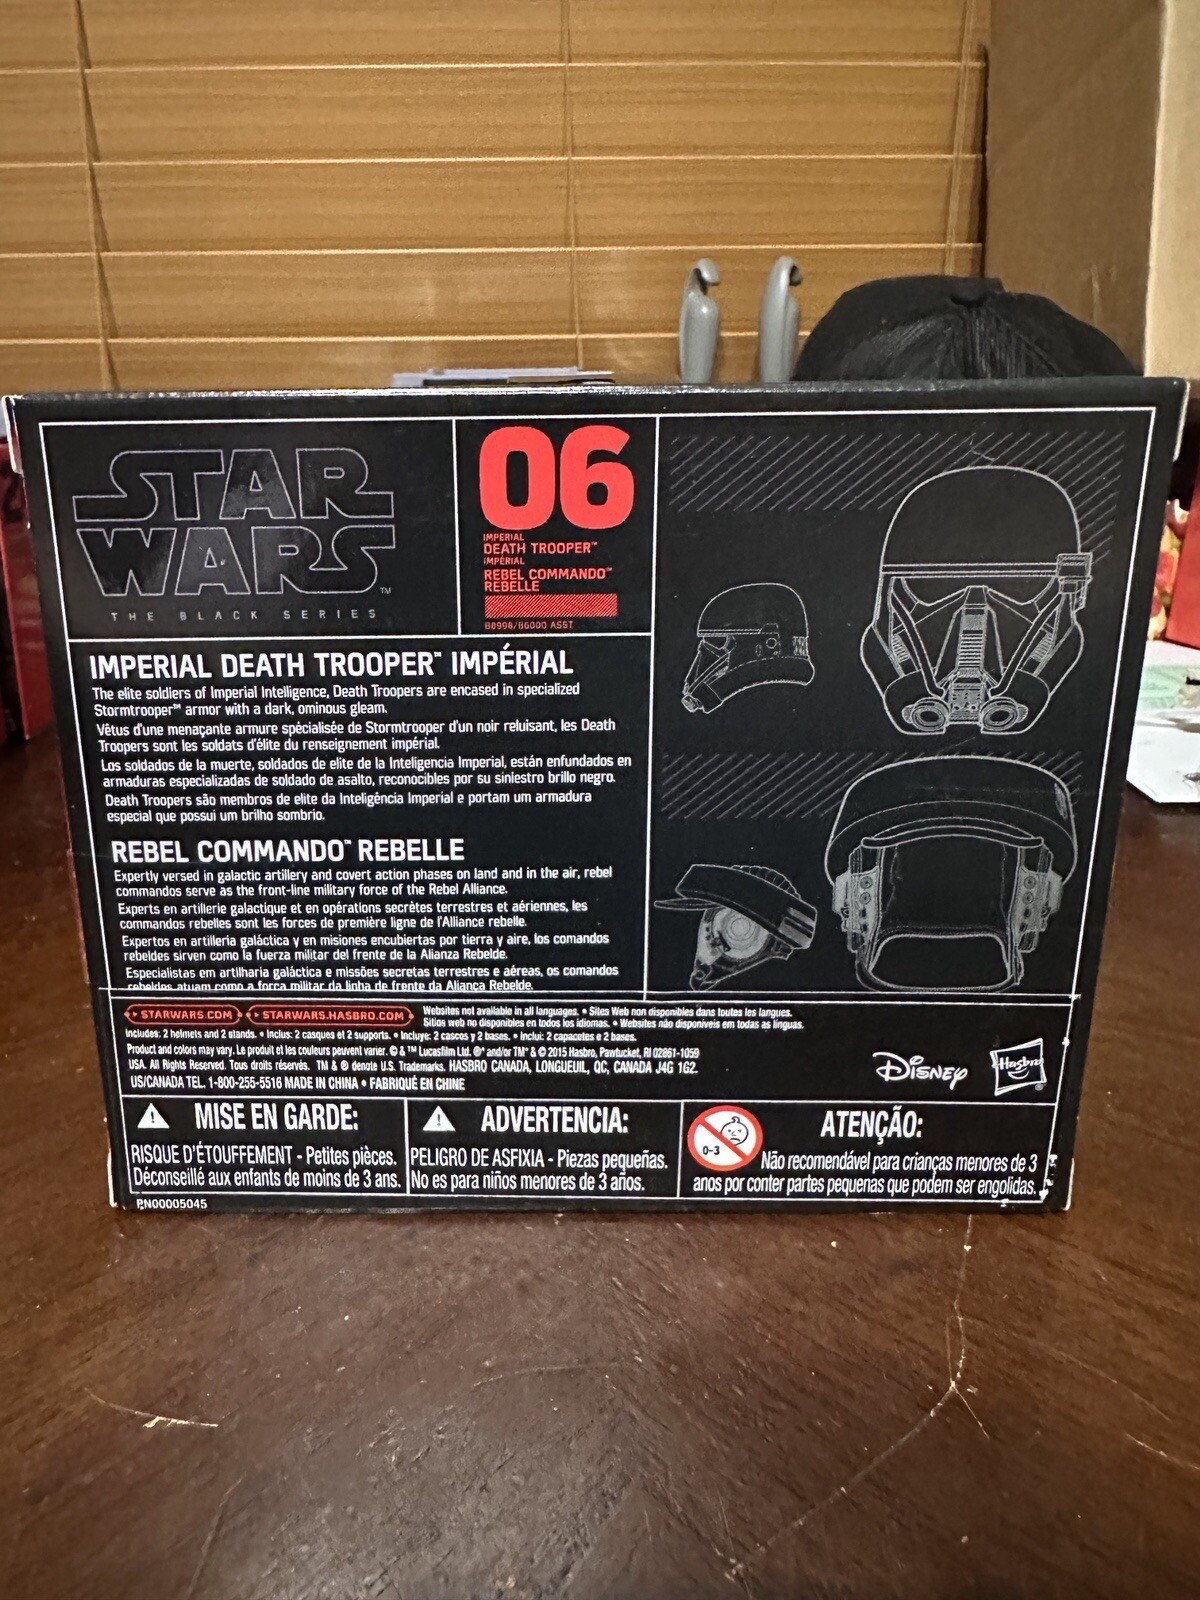 STAR
WARS™
THE BLACK SERIES
06
IMPERIAL
DEATH TROOPER™
IMPÉRIAL
REBEL COMMANDO™
REBELLE
B8998/B6000 ASST
IMPERIAL DEATH TROOPER™ IMPÉRIAL
The elite soldiers of Imperial Intelligence, Death Troopers are encased in specialized
Stormtrooper™ armor with a dark, ominous gleam.
Vêtus d'une menaçante armure spécialisée de Stormtrooper d'un noir reluisant, les Death
Troopers sont les soldats d'élite du renseignement impérial.
Los soldados de la muerte, soldados de elite de la Inteligencia Imperial, están enfundados en
armaduras especializadas de soldado de asalto, reconocibles por su siniestro brillo negro.
Death Troopers são membros de elite da Inteligência Imperial e portam um armadura
especial que possui um brilho sombrio.
REBEL COMMANDO™ REBELLE
Expertly versed in galactic artillery and covert action phases on land and in the air, rebel
commandos serve as the front-line military force of the Rebel Alliance.
Experts en artillerie galactique et en opérations secrètes terrestres et aériennes, les
commandos rebelles sont les forces de première ligne de l'Alliance rebelle.
Expertos en artillería galáctica y en misiones encubiertas por tierra y aire, los comandos
rebeldes sirven como la fuerza militar del frente de la Alianza Rebelde.
Especialistas em artilharia galáctica e missões secretas terrestres e aéreas, os comandos
rebeldes atuam como a força militar da linha de frente da Aliança Rebelde.
STARWARS.COM STARWARS.HASBRO.COM
Websites not available in all languages. • Sites Web non disponibles dans toutes les langues.
Sitios web no disponibles en todos los idiomas. • Websites não disponíveis em todas as línguas.
Includes: 2 helmets and 2 stands. • Inclus: 2 casques et 2 supports. • Incluye: 2 cascos y 2 bases. • Inclui: 2 capacetes e 2 bases.
Product and colors may vary. Le produit et les couleurs peuvent varier. © & ™ Lucasfilm Ltd. ®* and/or TM* & © 2015 Hasbro, Pawtucket, RI 02861-1059
USA. All Rights Reserved. Tous droits réservés. TM & ® denote U.S. Trademarks. HASBRO CANADA, LONGUEUIL, QC, CANADA J4G 1G2.
US/CANADA TEL. 1-800-255-5516 MADE IN CHINA • FABRIQUÉ EN CHINE
Disney
Hasbro®
MISE EN GARDE:
RISQUE D'ÉTOUFFEMENT - Petites pièces.
Déconseillé aux enfants de moins de 3 ans.
ADVERTENCIA:
PELIGRO DE ASFIXIA - Piezas pequeñas.
No es para niños menores de 3 años.
0-3
ATENÇÃO:
Não recomendável para crianças menores de 3
anos por conter partes pequenas que podem ser engolidas.
PN00005045